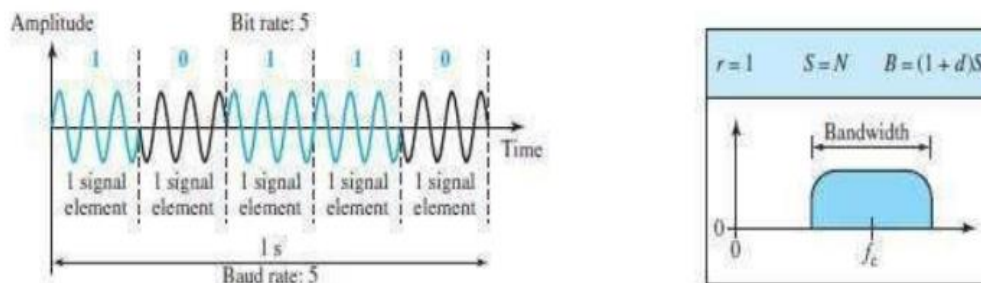 Amplitude
Bit rate: 5
1 0 1 1 0
Time
1 signal element
1 signal element
1 signal element
1 signal element
1 signal element
1 s
Baud rate: 5
r = 1 S = N B = (1 + d)S
Bandwidth
0
0
fc